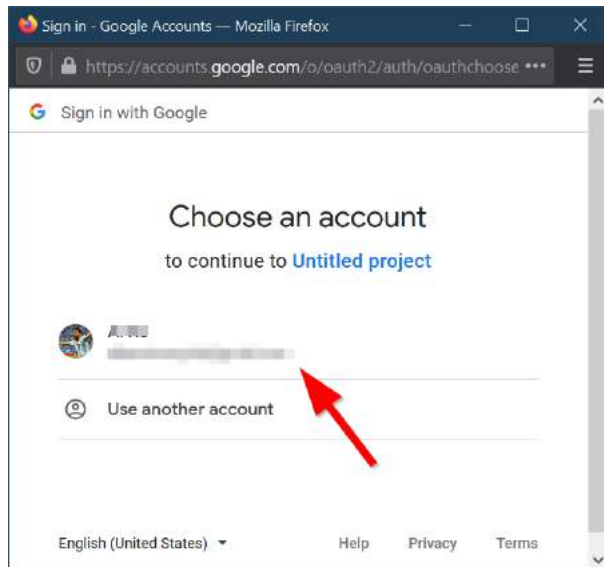 Sign in - Google Accounts — Mozilla Firefox
https://accounts.google.com/o/oauth2/auth/oauthchoose
Sign in with Google
Choose an account
to continue to Untitled project
Use another account
English (United States) Help Privacy Terms